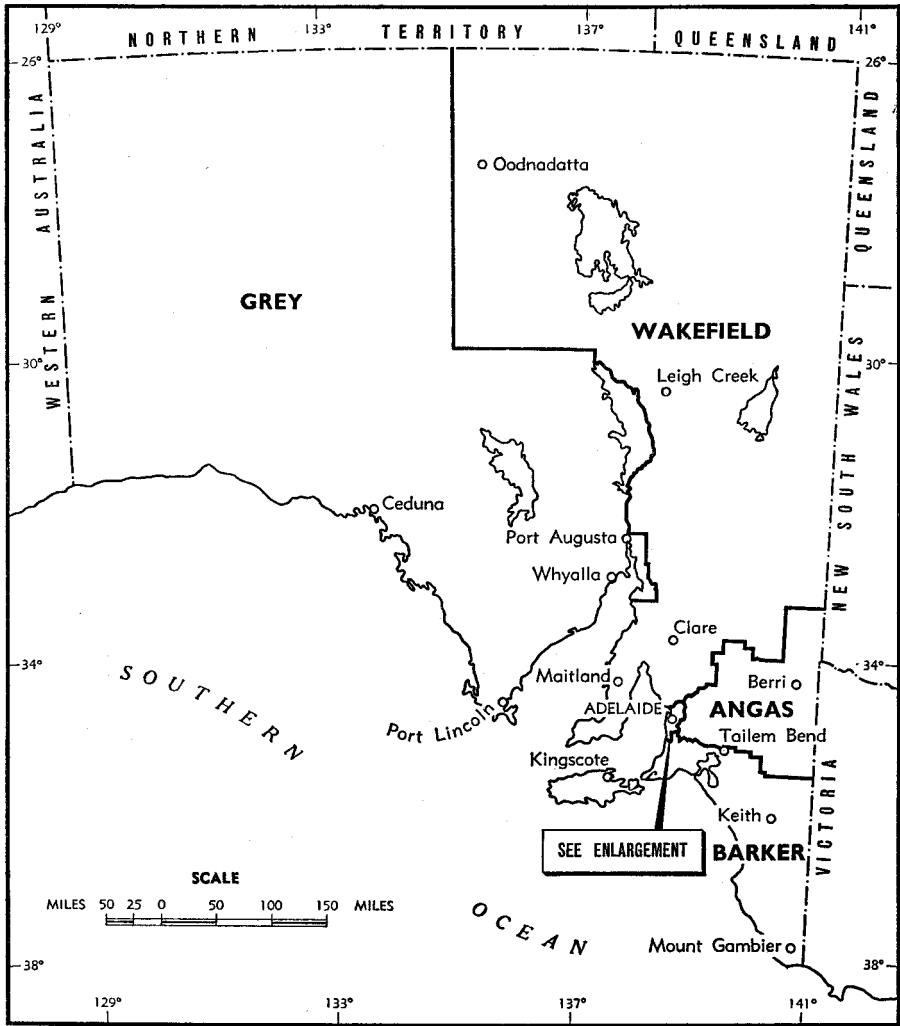 129° 133° 137° 141°
NORTHERN TERRITORY QUEENSLAND
26° 26°
WESTERN AUSTRALIA
QUEENSLAND
Oodnadatta
GREY
WAKEFIELD
30° 30°
Leigh Creek
NEW SOUTH WALES
Ceduna
Port Augusta
Whyalla
Clare
34° 34°
SOUTHERN
Maitland
Berri
ADELAIDE
ANGAS
Port Lincoln
Tailem Bend
Kingscote
Keith
VICTORIA
SEE ENLARGEMENT
BARKER
SCALE
MILES 50 25 0 50 100 150 MILES
OCEAN
Mount Gambier
38° 38°
129° 133° 137° 141°